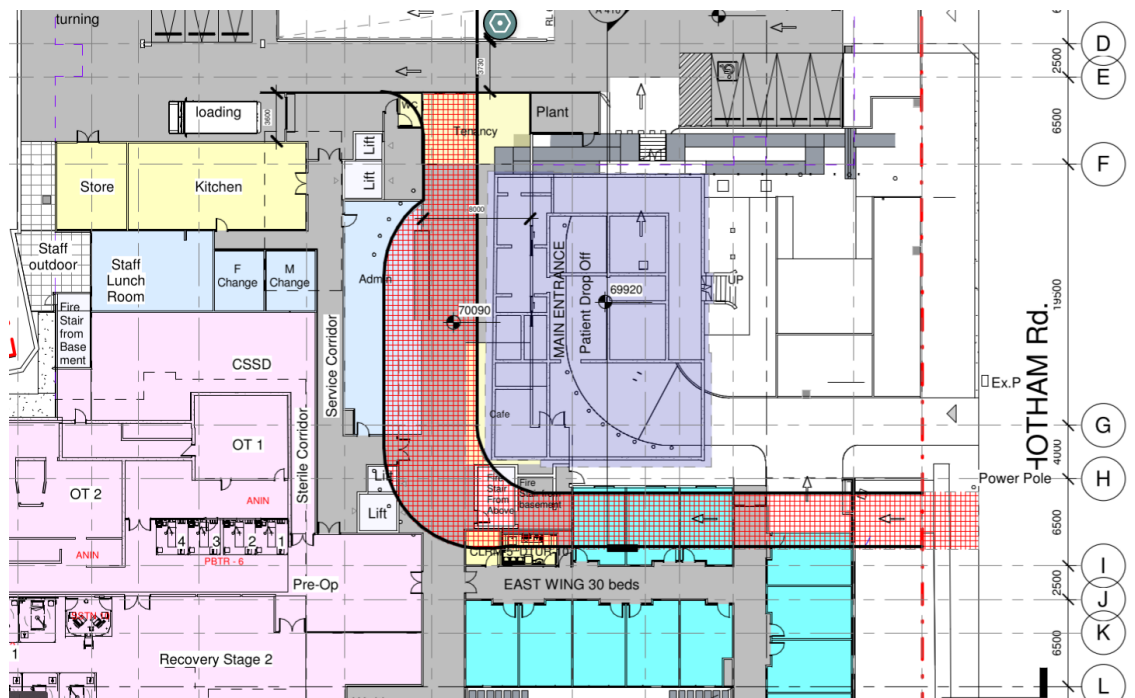 turning
A 410
RL
D
2500
E
3730
loading
3600
WC
Tenancy
Plant
6500
Lift
F
Store
Kitchen
Lift
8000
Staff
outdoor
Staff
Lunch
Room
F
Change
M
Change
Admin
MAIN ENTRANCE
Patient Drop Off
UP
69920
19500
70090
Fire
Stair
from
Base
ment
Service Corridor
HOTHAM Rd.
CSSD
Ex.P
Cafe
G
OT 1
Sterile Corridor
4000
OT 2
Lift
Fire
Stair
From
Above
Fire
Stair from
basement
Power Pole
H
ANIN
Lift
6500
4
3
2
1
ANIN
PBTR - 6
I
Pre-Op
EAST WING 30 beds
2500
J
K
1
Recovery Stage 2
6500
L